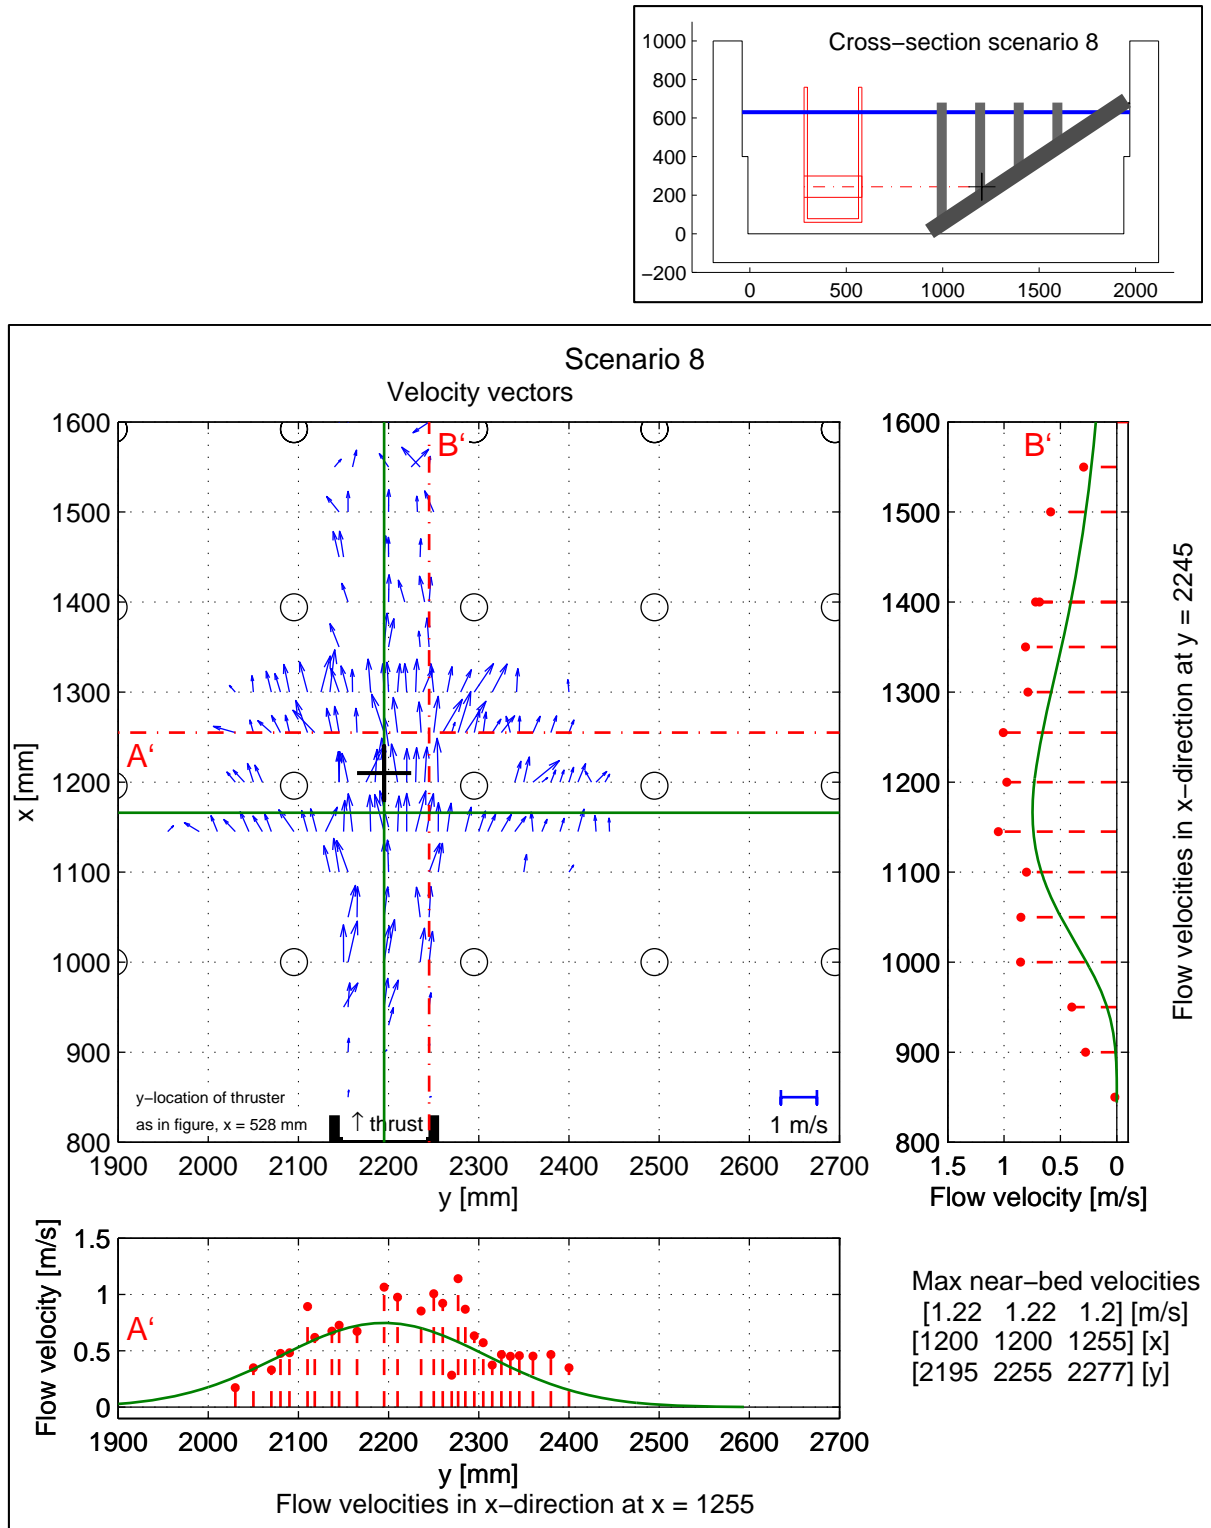 Cross−section scenario 8
1000
800
600
400
200
0
−200
0 500 1000 1500 2000
Scenario 8
Velocity vectors
1600
1500
1400
1300
1200
1100
1000
900
800
x [mm]
A‘
B‘
y−location of thruster
as in figure, x = 528 mm
↑ thrust
1 m/s
1900 2000 2100 2200 2300 2400 2500 2600 2700
y [mm]
B‘
1600
1500
1400
1300
1200
1100
1000
900
800
1.5 1 0.5 0
Flow velocity [m/s]
Flow velocities in x−direction at y = 2245
Flow velocity [m/s]
1.5
1
0.5
0
A‘
1900 2000 2100 2200 2300 2400 2500 2600 2700
y [mm]
Flow velocities in x−direction at x = 1255
Max near−bed velocities
[1.22 1.22 1.2] [m/s]
[1200 1200 1255] [x]
[2195 2255 2277] [y]